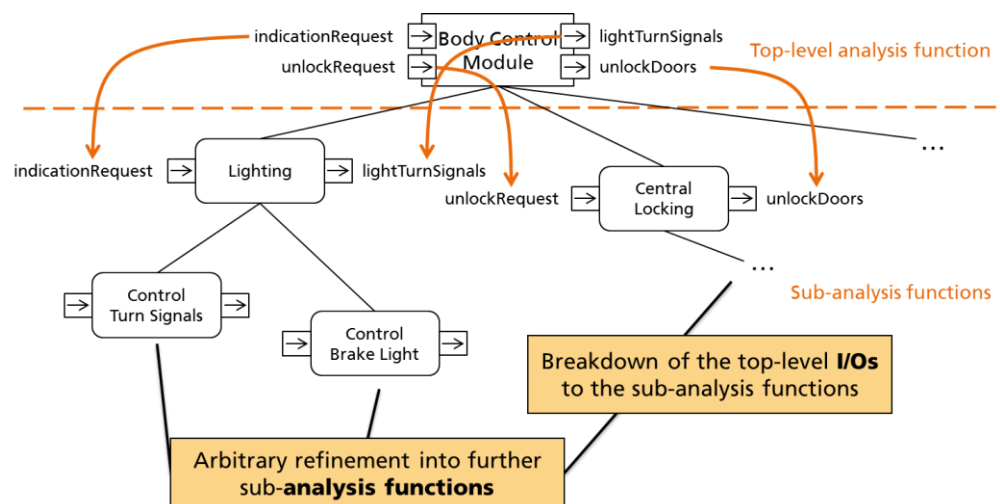 indicationRequest
unlockRequest
Body Control
Module
lightTurnSignals
unlockDoors
Top-level analysis function
indicationRequest
Lighting
lightTurnSignals
unlockRequest
Central
Locking
unlockDoors
...
...
Sub-analysis functions
Control
Turn Signals
Control
Brake Light
Breakdown of the top-level I/Os
to the sub-analysis functions
Arbitrary refinement into further
sub-analysis functions